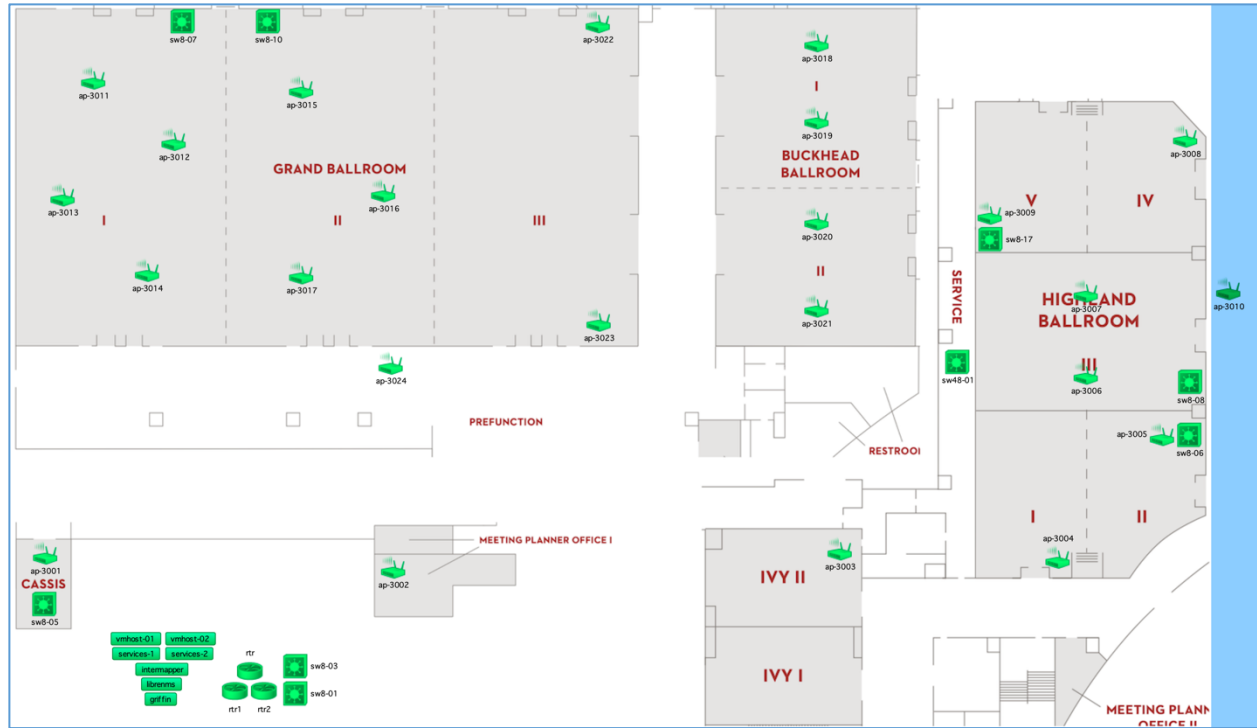 sw8-07
sw8-10
ap-3022
ap-3011
ap-3015
ap-3012
GRAND BALLROOM
ap-3013
ap-3016
I
II
III
ap-3014
ap-3017
ap-3023
ap-3024
PREFUNCTION
ap-3018
I
ap-3019
BUCKHEAD
BALLROOM
ap-3020
II
ap-3021
RESTROOI
SERVICE
sw48-01
ap-3008
V
IV
ap-3009
sw8-17
HIGHLAND
ap-3007
BALLROOM
ap-3010
III
ap-3006
sw8-08
ap-3005
sw8-06
I
II
ap-3004
ap-3001
CASSIS
sw8-05
MEETING PLANNER OFFICE I
ap-3002
ap-3003
IVY II
IVY I
vmhost-01 vmhost-02
services-1 services-2
intermapper
librenms
griffin
rtr
rtr1
rtr2
sw8-03
sw8-01
MEETING PLANN
OFFICE II